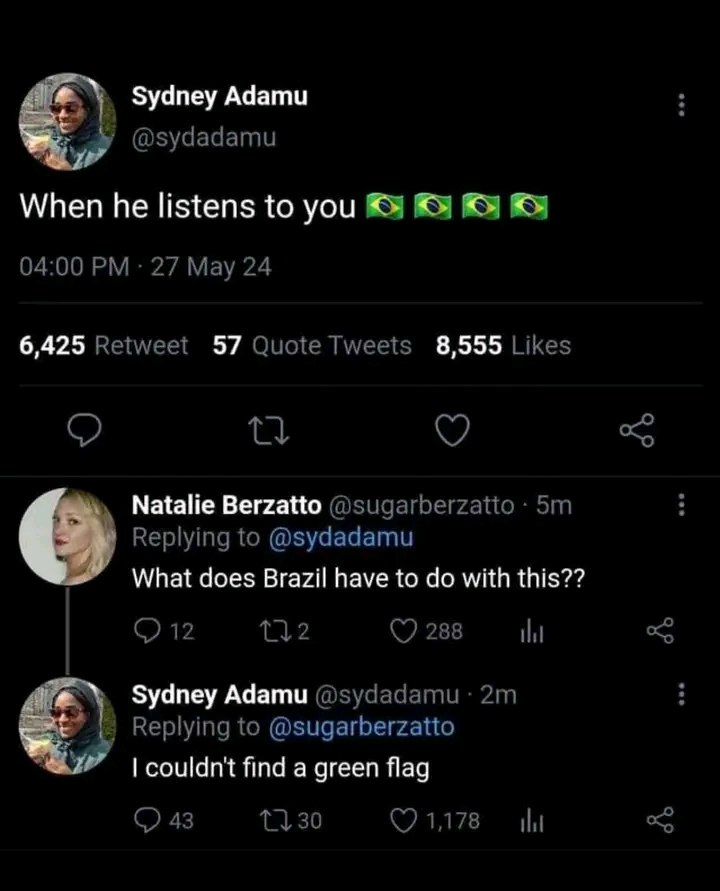 Sydney Adamu
@sydadamu
When he listens to you 🇧🇷 🇧🇷 🇧🇷 🇧🇷
04:00 PM · 27 May 24
6,425 Retweet 57 Quote Tweets 8,555 Likes
Natalie Berzatto @sugarberzatto · 5m
Replying to @sydadamu
What does Brazil have to do with this??
12 2 288
Sydney Adamu @sydadamu · 2m
Replying to @sugarberzatto
I couldn't find a green flag
43 30 1,178